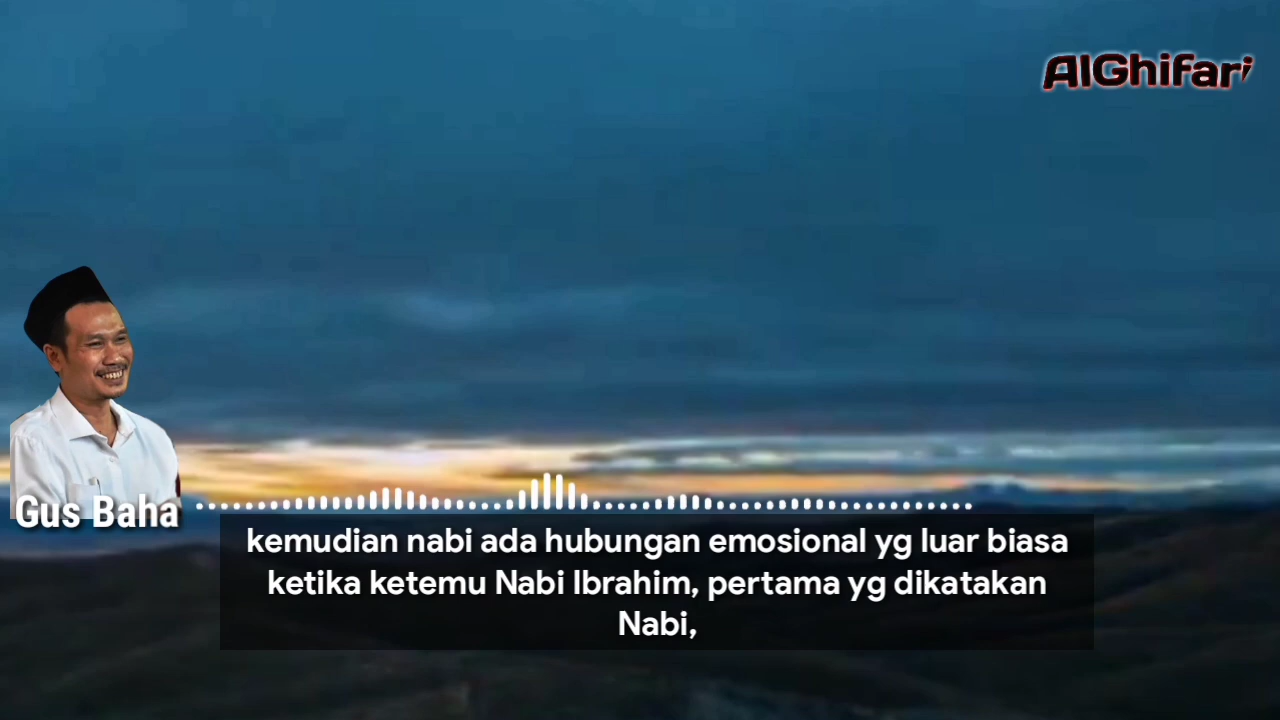 AlGhifari
Gus Baha
kemudian nabi ada hubungan emosional yg luar biasa
ketika ketemu Nabi Ibrahim, pertama yg dikatakan
Nabi,